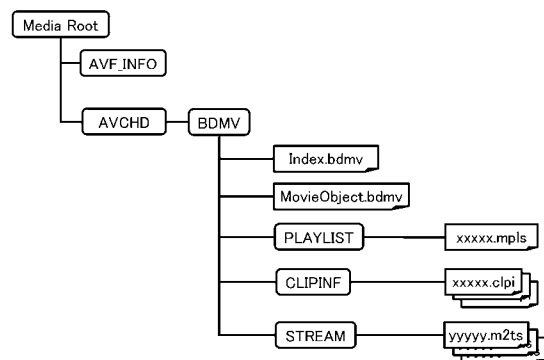 Media Root
AVF_INFO
AVCHD
BDMV
Index.bdmv
MovieObject.bdmv
PLAYLIST
xxxxx.mpls
CLIPINF
xxxxx.clpi
STREAM
yyyyy.m2ts